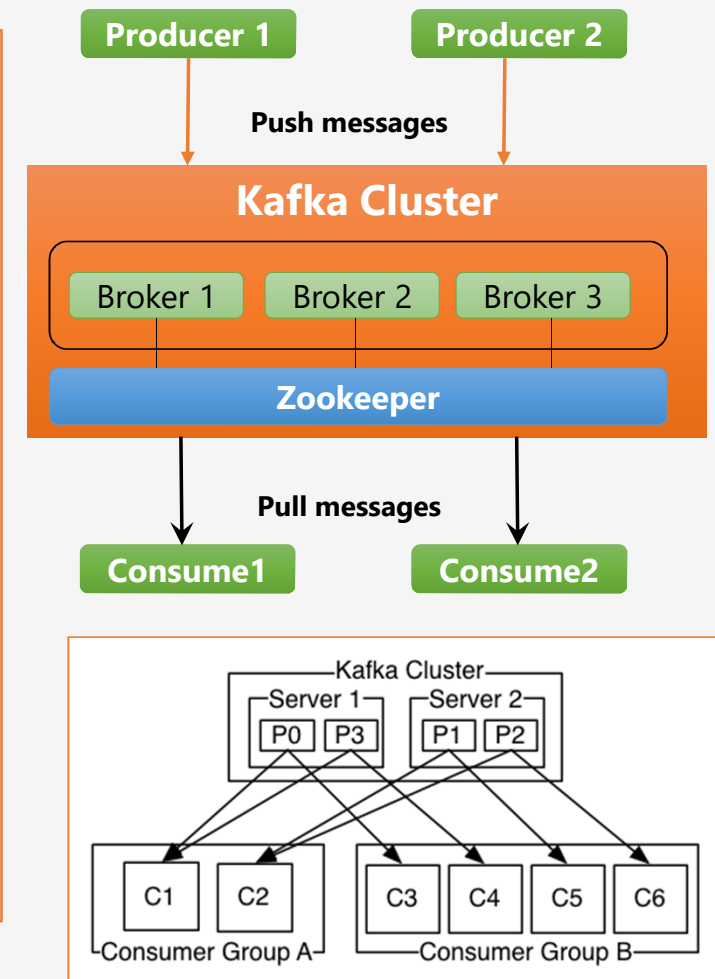 Producer 1 Producer 2
Push messages
Kafka Cluster
Broker 1 Broker 2 Broker 3
Zookeeper
Pull messages
Consume1 Consume2
Kafka Cluster
Server 1 Server 2
P0 P3 P1 P2
C1 C2 C3 C4 C5 C6
Consumer Group A Consumer Group B